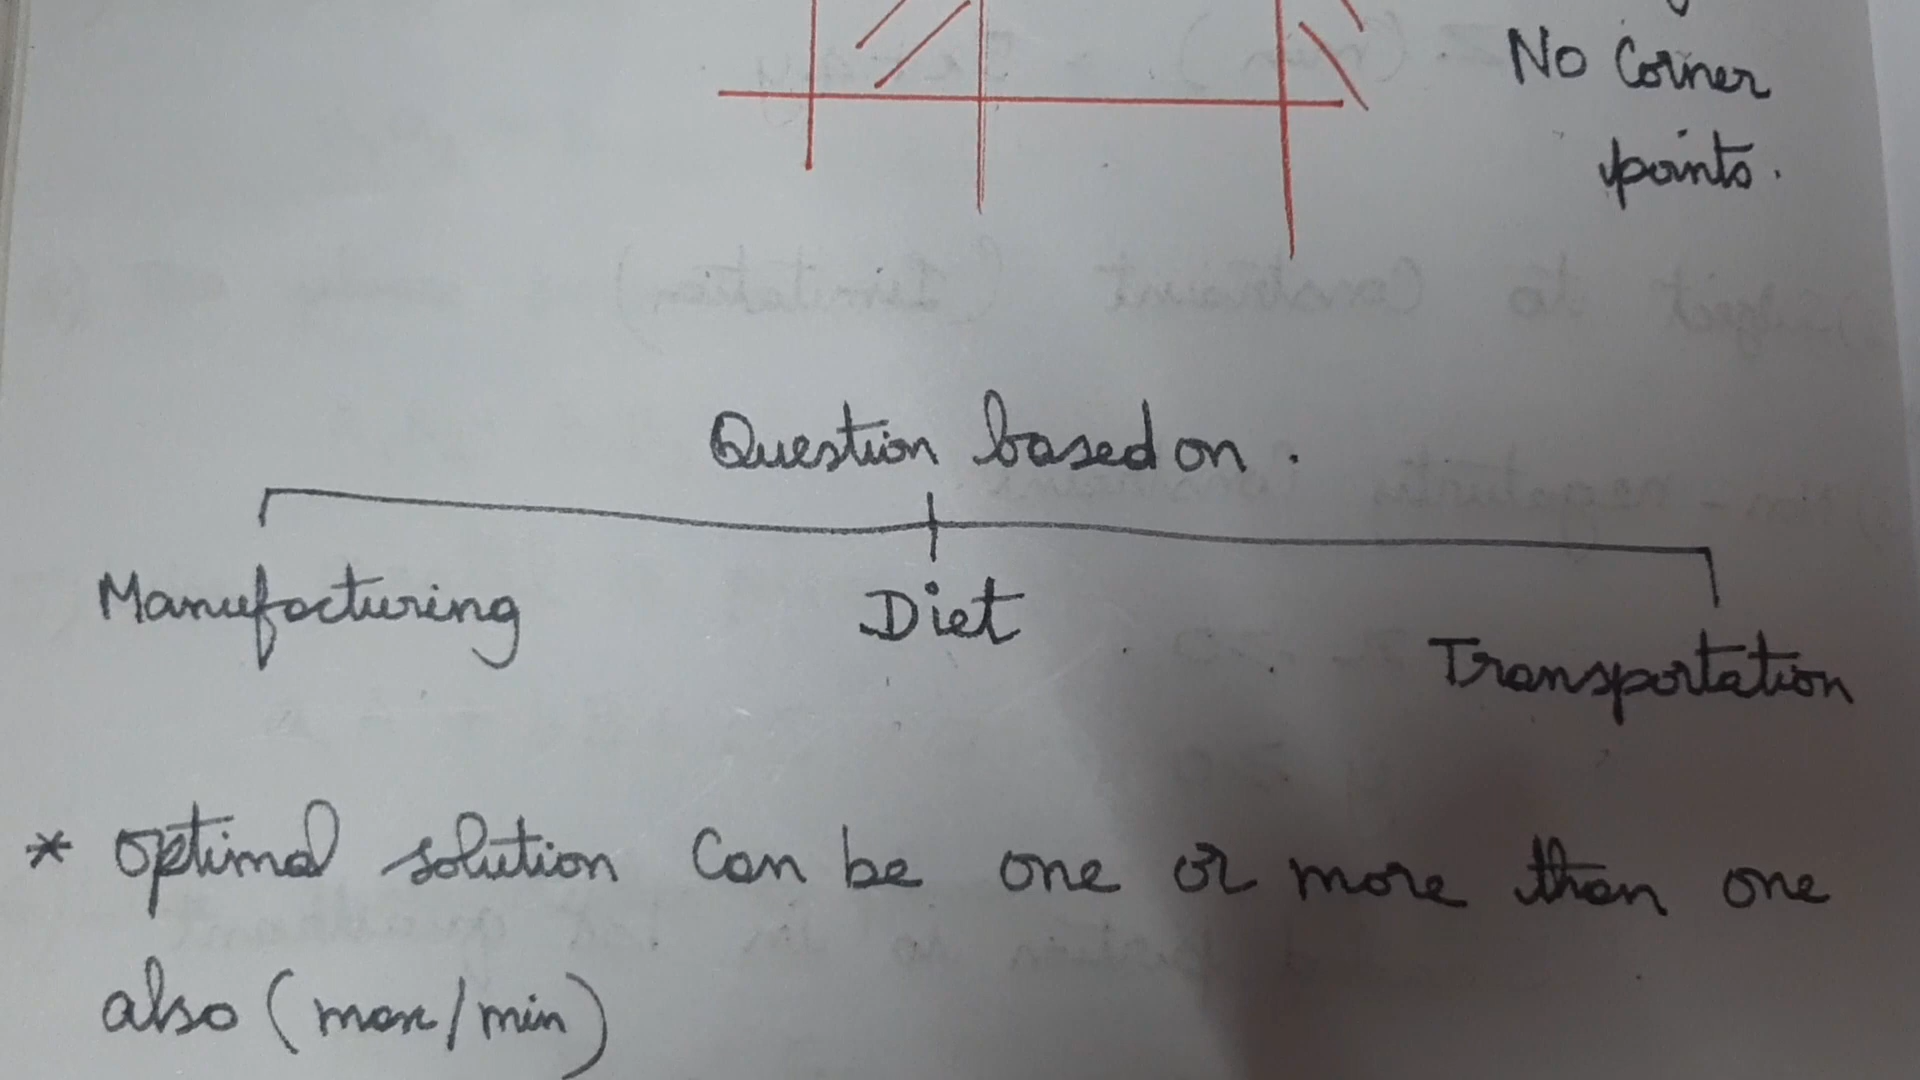 No Corner
points.
Question based on.
Manufacturing Diet Transportation
* optimal solution can be one or more than one
also (max/min)